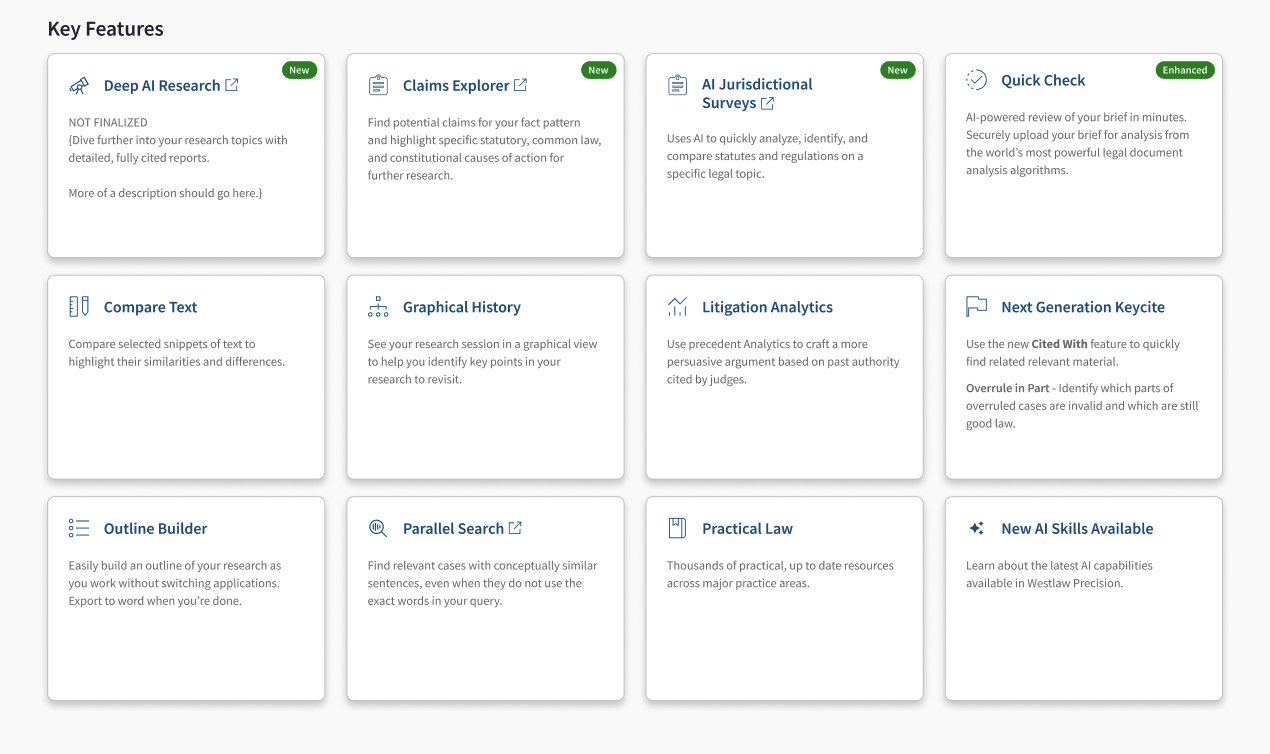 Key Features
New
Deep AI Research
NOT FINALIZED
{Dive further into your research topics with
detailed, fully cited reports.
More of a description should go here.}
New
Claims Explorer
Find potential claims for your fact pattern
and highlight specific statutory, common law,
and constitutional causes of action for
further research.
New
AI Jurisdictional
Surveys
Uses AI to quickly analyze, identify, and
compare statutes and regulations on a
specific legal topic.
Enhanced
Quick Check
AI-powered review of your brief in minutes.
Securely upload your brief for analysis from
the world's most powerful legal document
analysis algorithms.
Compare Text
Compare selected snippets of text to
highlight their similarities and differences.
Graphical History
See your research session in a graphical view
to help you identify key points in your
research to revisit.
Litigation Analytics
Use precedent Analytics to craft a more
persuasive argument based on past authority
cited by judges.
Next Generation Keycite
Use the new Cited With feature to quickly
find related relevant material.
Overrule in Part - Identify which parts of
overruled cases are invalid and which are still
good law.
Outline Builder
Easily build an outline of your research as
you work without switching applications.
Export to word when you're done.
Parallel Search
Find relevant cases with conceptually similar
sentences, even when they do not use the
exact words in your query.
Practical Law
Thousands of practical, up to date resources
across major practice areas.
New AI Skills Available
Learn about the latest AI capabilities
available in Westlaw Precision.